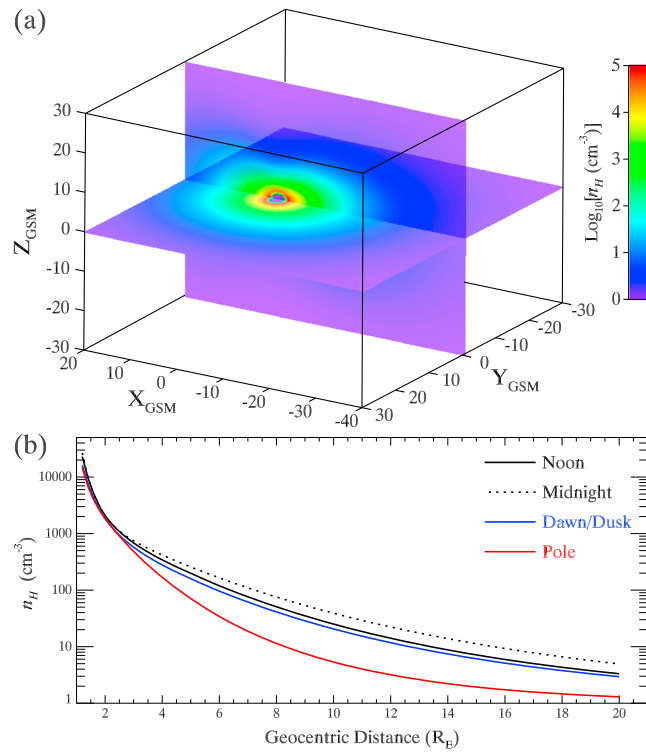 (a)
30
20
10
0
-10
-20
-30
Z_GSM
20
10
0
-10
-20
-30
-40
X_GSM
30
20
10
0
-10
-20
-30
Y_GSM
5
4
3
2
1
0
Log₁₀[n_H (cm⁻³)]
(b)
10000
1000
100
10
1
n_H (cm⁻³)
Noon
Midnight
Dawn/Dusk
Pole
2 4 6 8 10 12 14 16 18 20
Geocentric Distance (R_E)